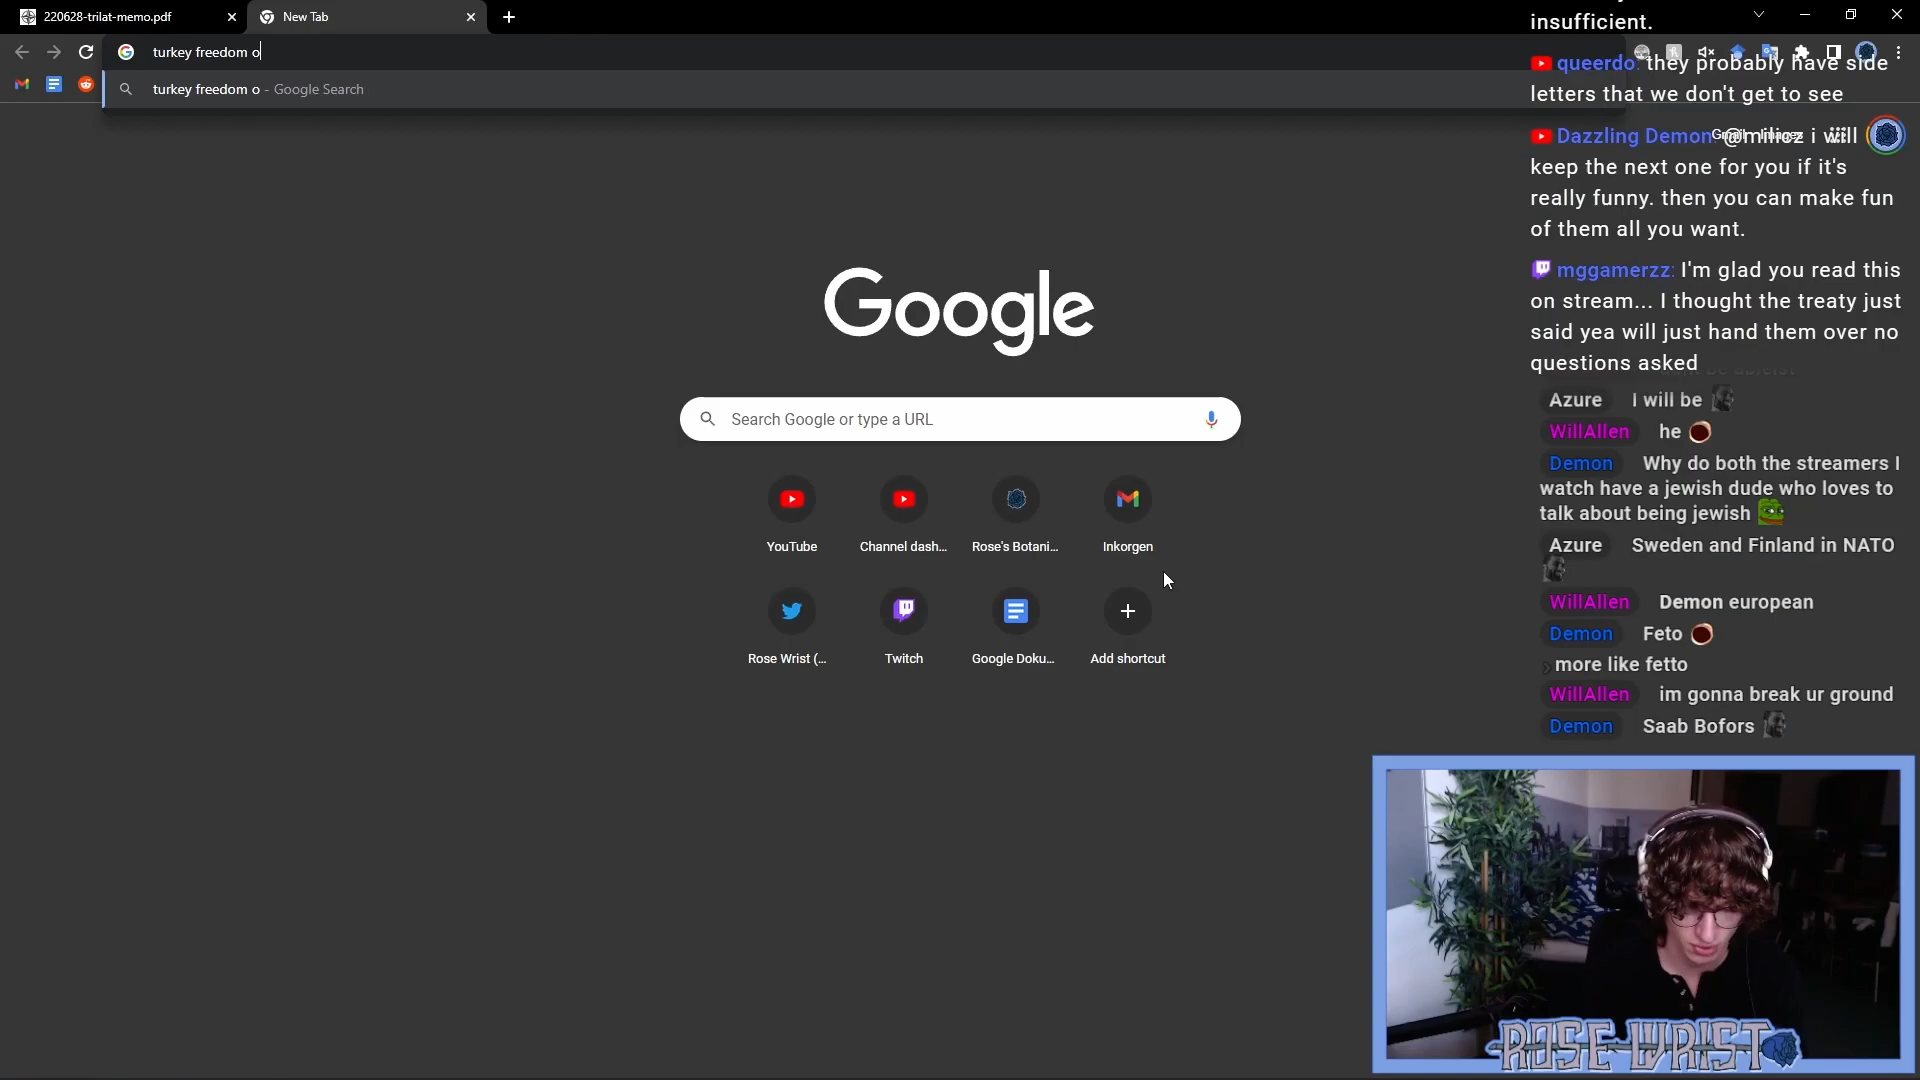 220628-trilat-memo.pdf
New Tab
turkey freedom o
turkey freedom o - Google Search
Gmail
Images
Google
Search Google or type a URL
YouTube
Channel dash...
Rose's Botani...
Inkorgen
Twitter
Rose Wrist (...
Twitch
Google Doku...
Add shortcut
insufficient.
queerdo: they probably have side
letters that we don't get to see
Dazzling Demon: @milioz i will
keep the next one for you if it's
really funny. then you can make fun
of them all you want.
mggamerzz: I'm glad you read this
on stream... I thought the treaty just
said yea will just hand them over no
questions asked
Azure I will be
WillAllen he
Demon Why do both the streamers I
watch have a jewish dude who loves to
talk about being jewish
Azure Sweden and Finland in NATO
WillAllen Demon european
Demon Feto
more like fetto
WillAllen im gonna break ur ground
Demon Saab Bofors
ROSE WRIST